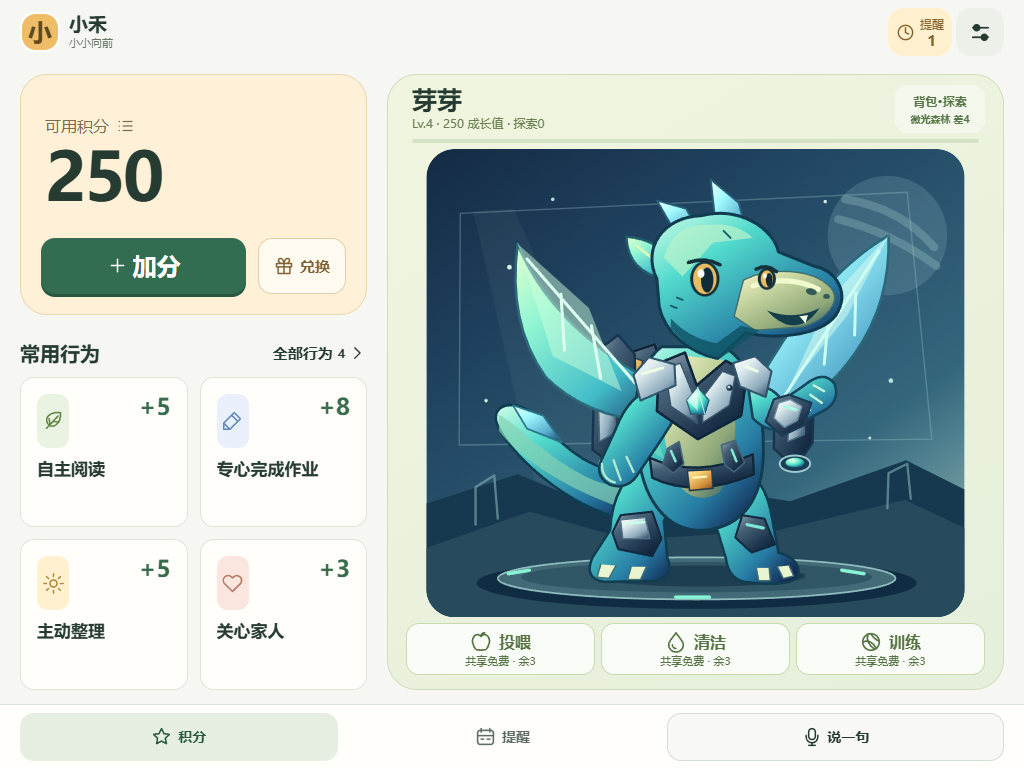 小
小禾
小小向前
提醒
1
可用积分
250
加分
兑换
常用行为
全部行为 4
+5
自主阅读
+8
专心完成作业
+5
主动整理
+3
关心家人
芽芽
Lv.4 · 250 成长值 · 探索0
背包•探索
微光森林 差4
投喂
共享免费 · 余3
清洁
共享免费 · 余3
训练
共享免费 · 余3
积分
提醒
说一句